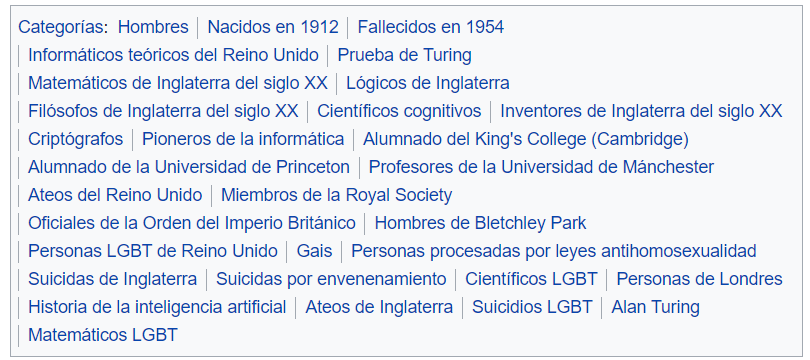 Categorías: Hombres | Nacidos en 1912 | Fallecidos en 1954
| Informáticos teóricos del Reino Unido | Prueba de Turing
| Matemáticos de Inglaterra del siglo XX | Lógicos de Inglaterra
| Filósofos de Inglaterra del siglo XX | Científicos cognitivos | Inventores de Inglaterra del siglo XX
| Criptógrafos | Pioneros de la informática | Alumnado del King's College (Cambridge)
| Alumnado de la Universidad de Princeton | Profesores de la Universidad de Mánchester
| Ateos del Reino Unido | Miembros de la Royal Society
| Oficiales de la Orden del Imperio Británico | Hombres de Bletchley Park
| Personas LGBT de Reino Unido | Gais | Personas procesadas por leyes antihomosexualidad
| Suicidas de Inglaterra | Suicidas por envenenamiento | Científicos LGBT | Personas de Londres
| Historia de la inteligencia artificial | Ateos de Inglaterra | Suicidios LGBT | Alan Turing
| Matemáticos LGBT